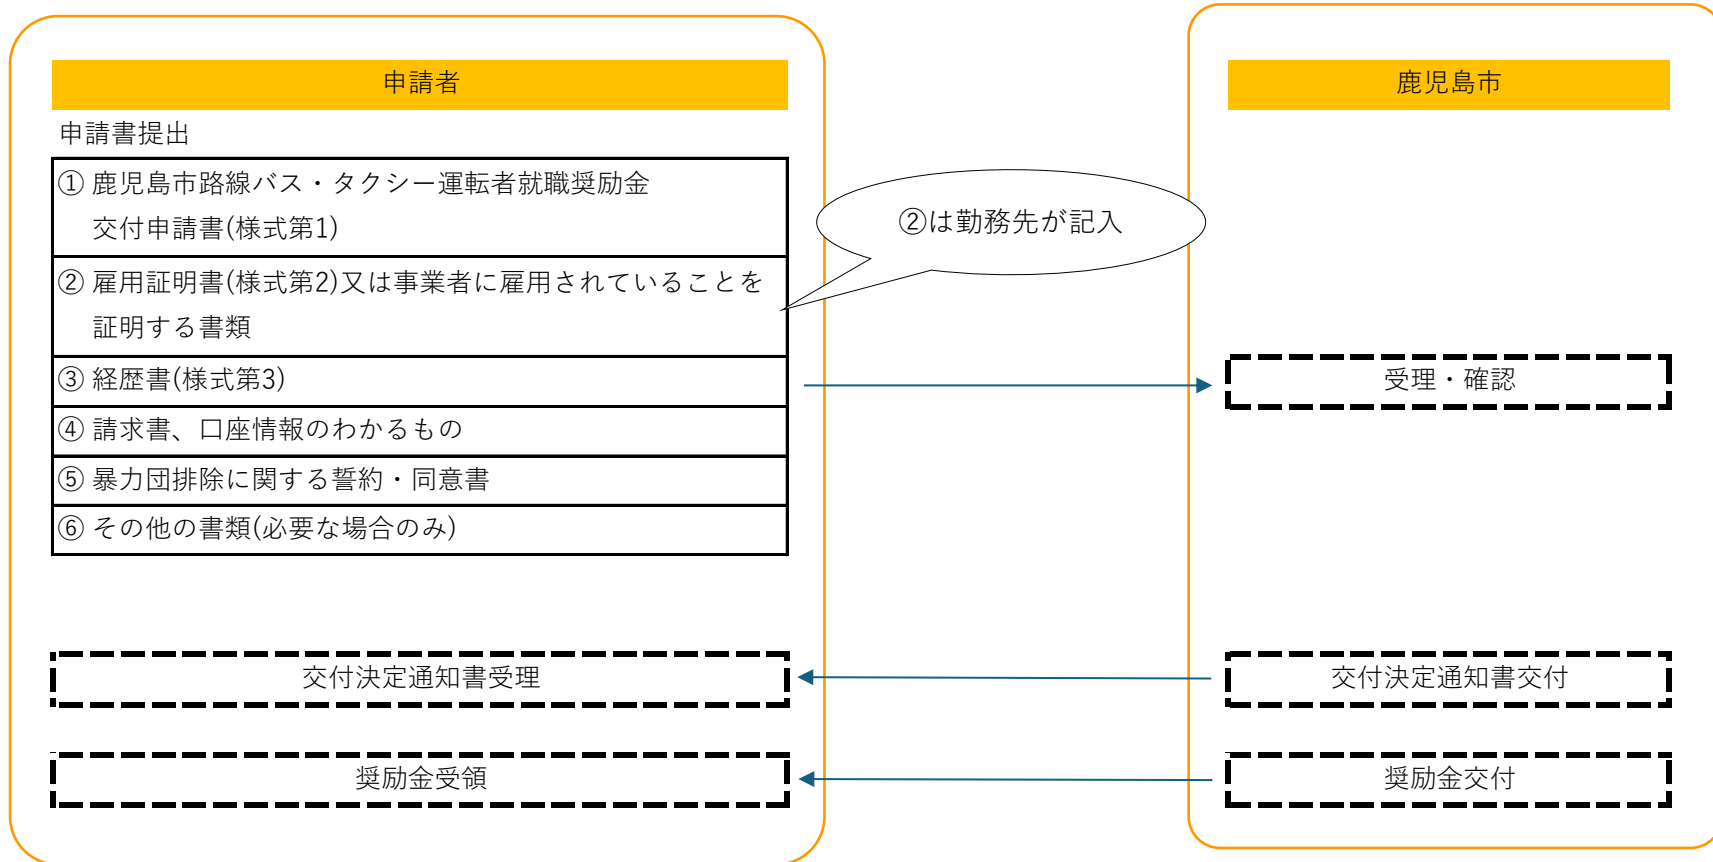 申請者
申請書提出
① 鹿児島市路線バス・タクシー運転者就職奨励金
交付申請書(様式第1)
② 雇用証明書(様式第2)又は事業者に雇用されていることを
証明する書類
③ 経歴書(様式第3)
④ 請求書、口座情報のわかるもの
⑤ 暴力団排除に関する誓約・同意書
⑥ その他の書類(必要な場合のみ)
②は勤務先が記入
鹿児島市
受理・確認
交付決定通知書受理
交付決定通知書交付
奨励金受領
奨励金交付